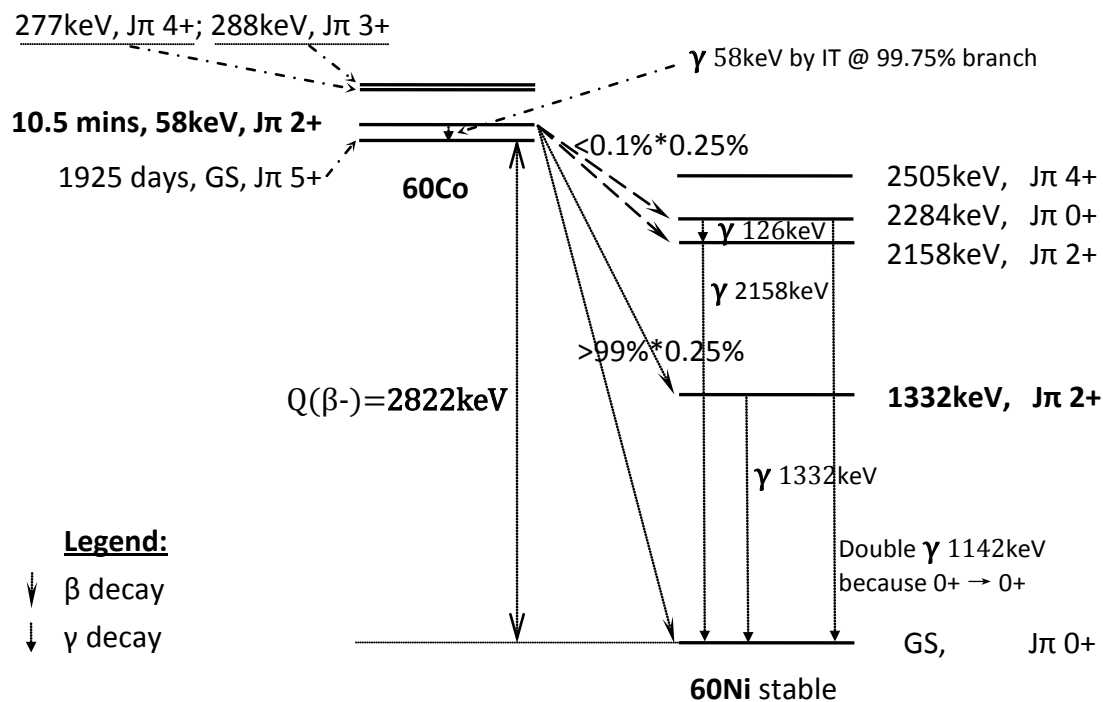 277keV, Jπ 4+; 288keV, Jπ 3+
γ 58keV by IT @ 99.75% branch
10.5 mins, 58keV, Jπ 2+
<0.1%*0.25%
1925 days, GS, Jπ 5+
60Co
2505keV, Jπ 4+
2284keV, Jπ 0+
γ 126keV
2158keV, Jπ 2+
γ 2158keV
>99%*0.25%
Q(β-)=2822keV
1332keV, Jπ 2+
γ 1332keV
Legend:
β decay
γ decay
Double γ 1142keV
because 0+ → 0+
GS, Jπ 0+
60Ni stable